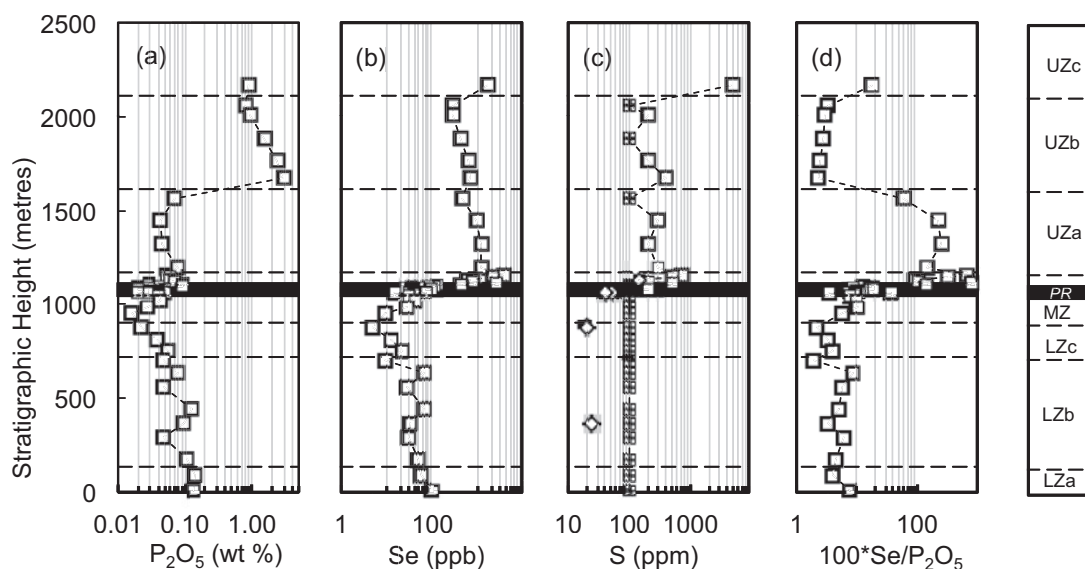 2500
2000
1500
1000
500
0
Stratigraphic Height (metres)
(a)
(b)
(c)
(d)
0.01 0.10 1.00
P₂O₅ (wt %)
1 100
Se (ppb)
10 1000
S (ppm)
1 100
100*Se/P₂O₅
UZc
UZb
UZa
PR
MZ
LZc
LZb
LZa